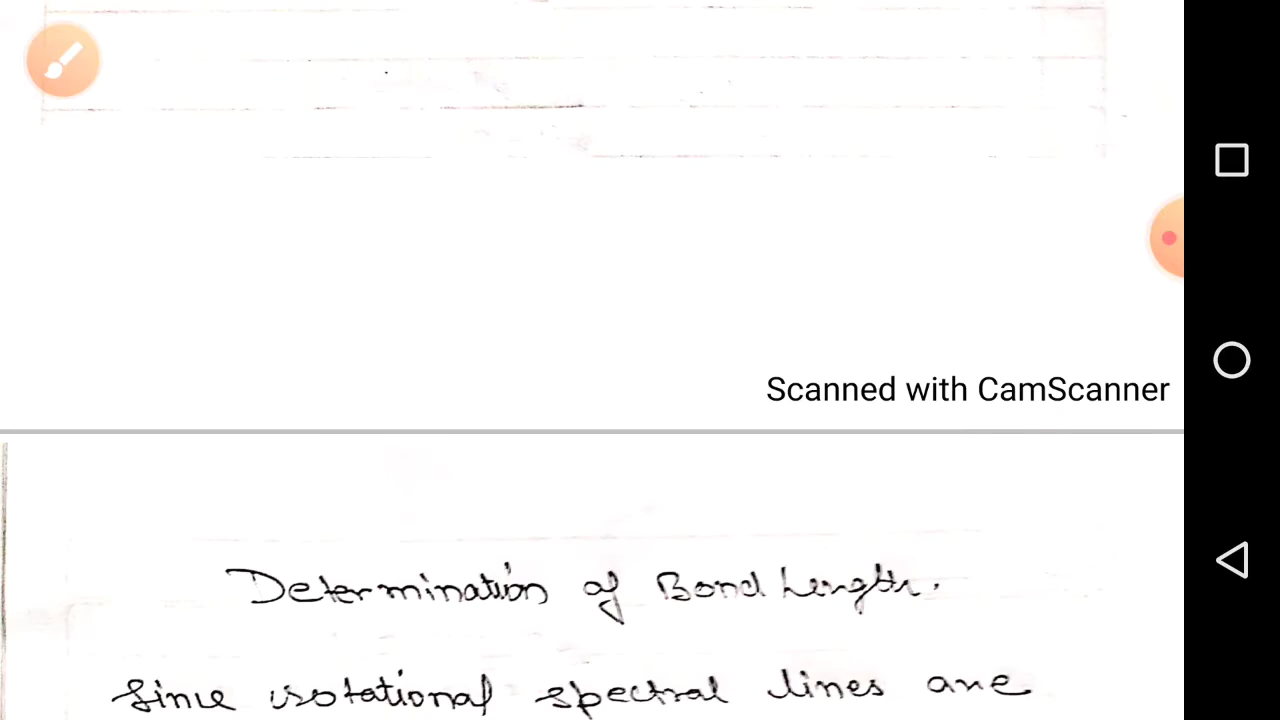 Scanned with CamScanner
Determination of Bond Length.
Since rotational spectral lines are